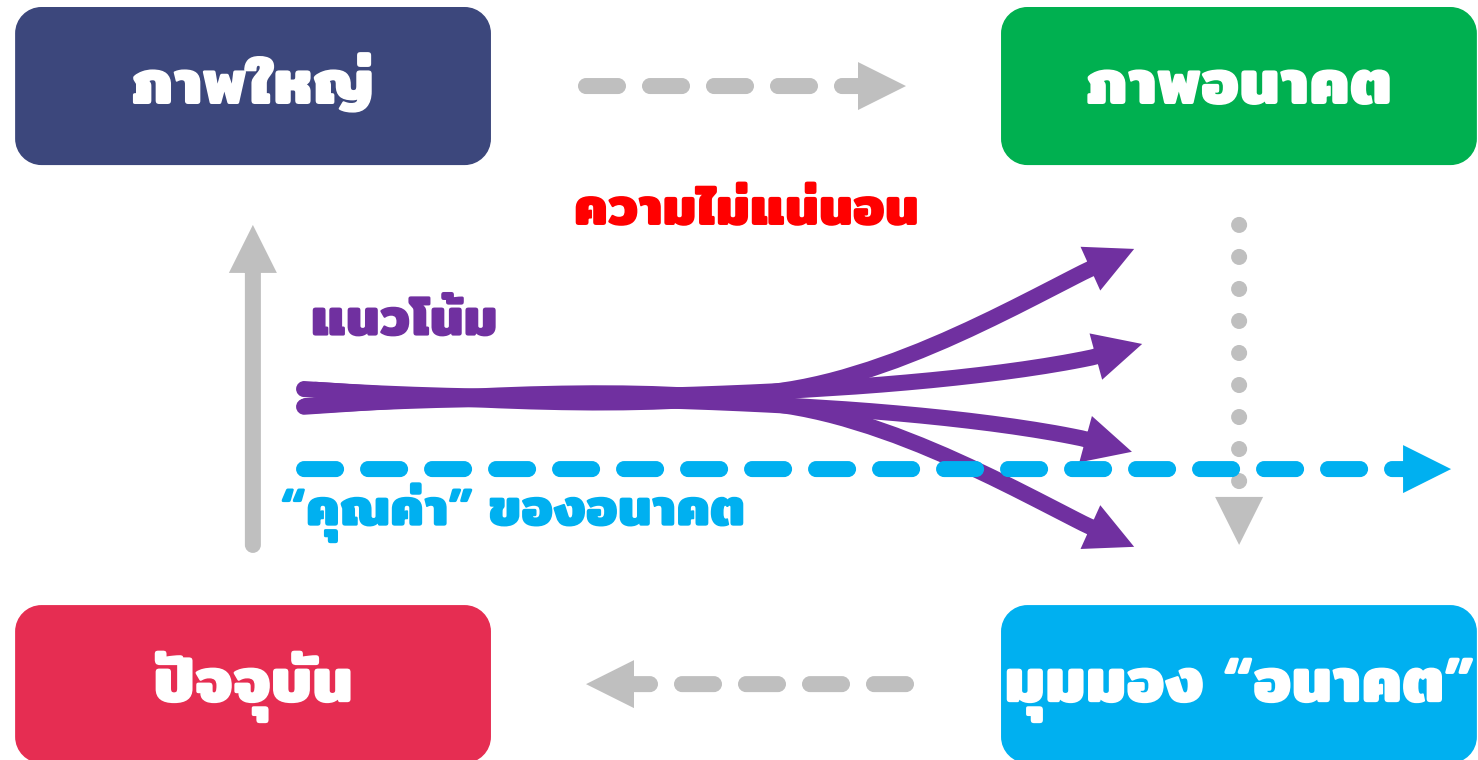 ภาพใหญ่
ภาพอนาคต
ความไม่แน่นอน
แนวโน้ม
“คุณค่า” ของอนาคต
ปัจจุบัน
มุมมอง “อนาคต”